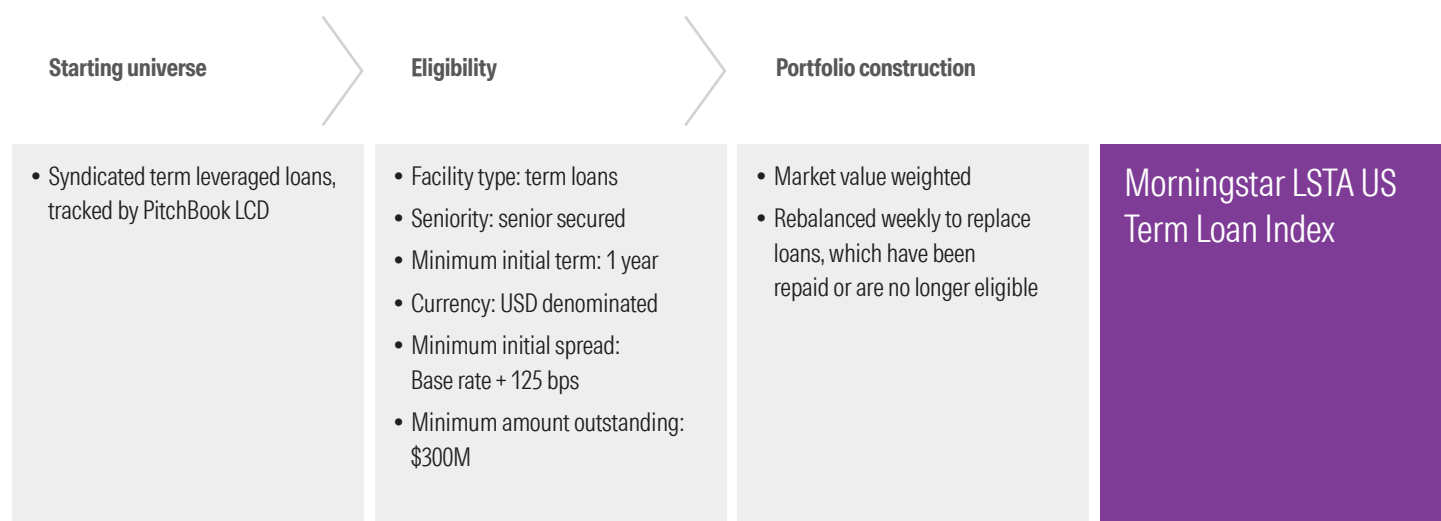 Starting universe
Eligibility
Portfolio construction
• Syndicated term leveraged loans,
tracked by PitchBook LCD
• Facility type: term loans
• Seniority: senior secured
• Minimum initial term: 1 year
• Currency: USD denominated
• Minimum initial spread:
Base rate + 125 bps
• Minimum amount outstanding:
$300M
• Market value weighted
• Rebalanced weekly to replace
loans, which have been
repaid or are no longer eligible
Morningstar LSTA US
Term Loan Index